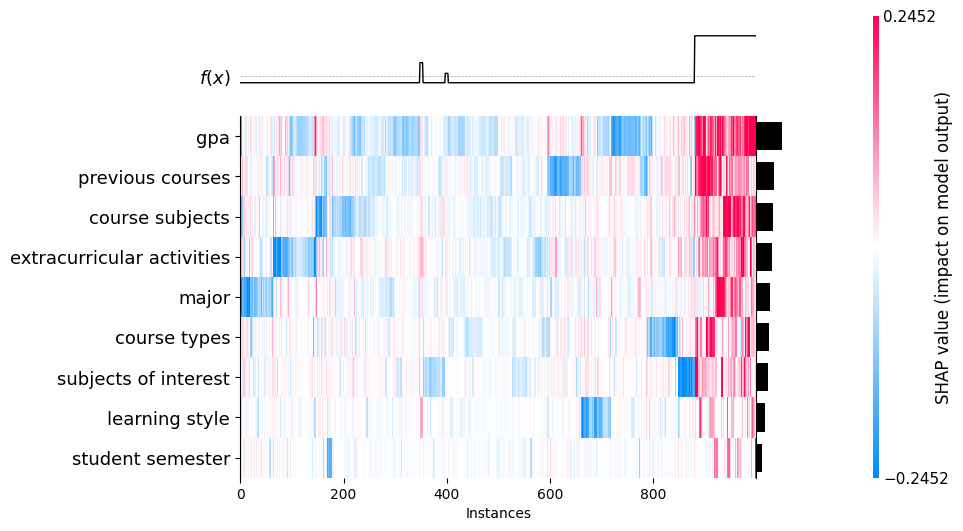 0.2452
f(x)
gpa
previous courses
course subjects
extracurricular activities
major
course types
subjects of interest
learning style
student semester
0 200 400 600 800
Instances
SHAP value (impact on model output)
−0.2452